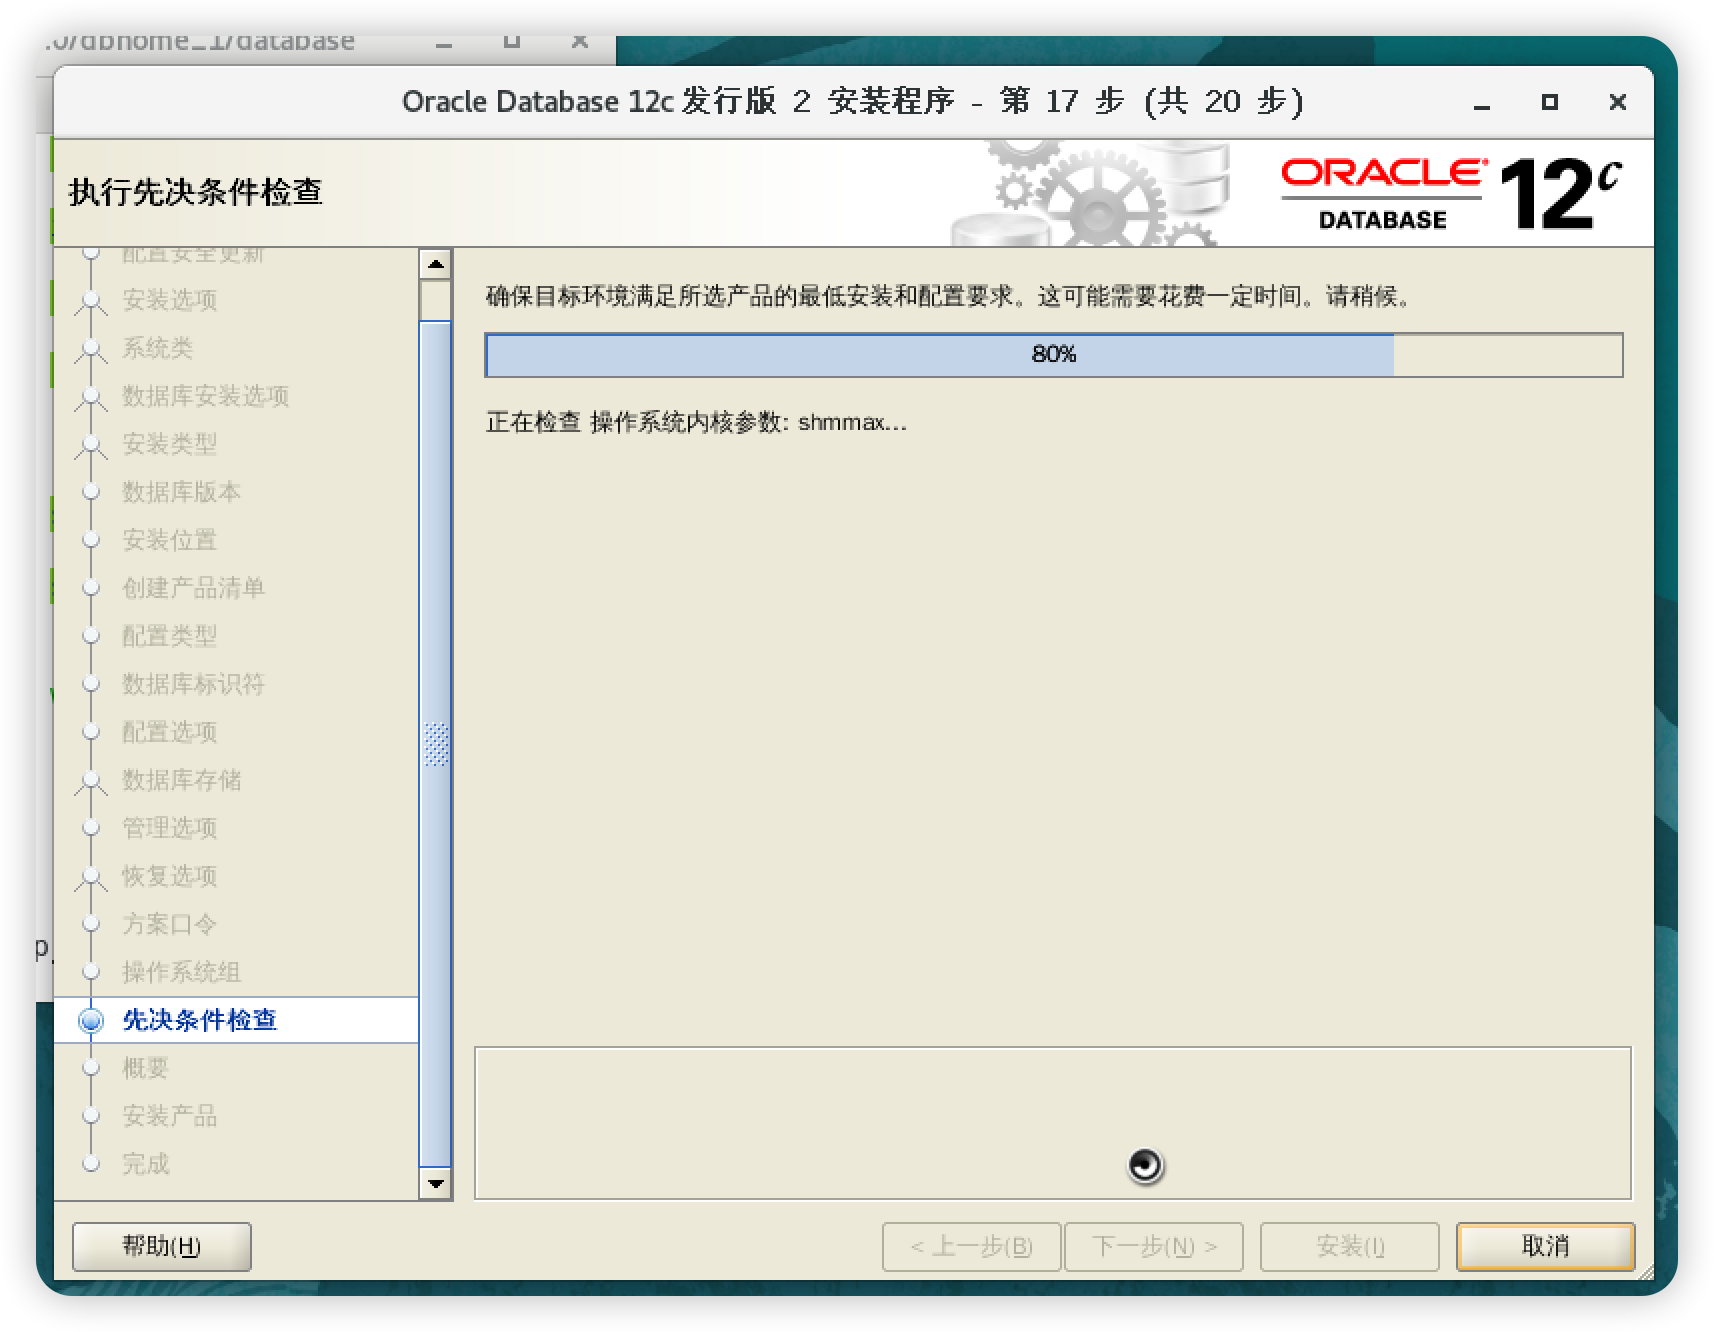 .0/dbhome_1/database
Oracle Database 12c 发行版 2 安装程序 - 第 17 步 (共 20 步)
执行先决条件检查
ORACLE
DATABASE
12c
配置安全更新
安装选项
系统类
数据库安装选项
安装类型
数据库版本
安装位置
创建产品清单
配置类型
数据库标识符
配置选项
数据库存储
管理选项
恢复选项
方案口令
操作系统组
先决条件检查
概要
安装产品
完成
确保目标环境满足所选产品的最低安装和配置要求。这可能需要花费一定时间。请稍候。
80%
正在检查 操作系统内核参数: shmmax...
帮助(H)
< 上一步(B)
下一步(N) >
安装(I)
取消